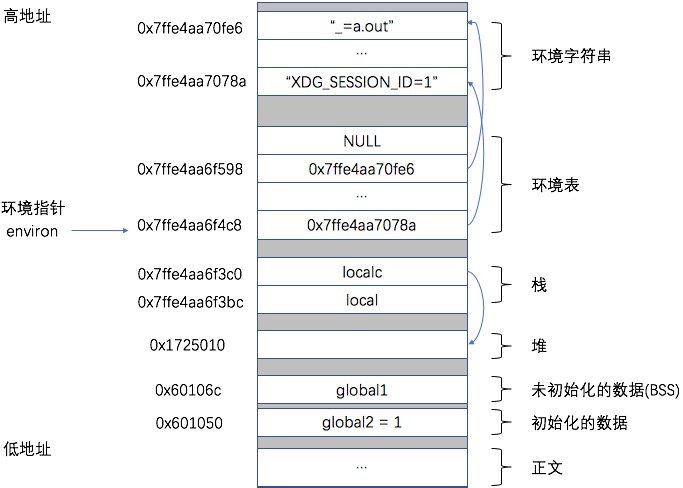 高地址
0x7ffe4aa70fe6
“_=a.out”
...
环境字符串
0x7ffe4aa7078a
“XDG_SESSION_ID=1”
NULL
0x7ffe4aa6f598
0x7ffe4aa70fe6
环境表
...
环境指针
environ
0x7ffe4aa6f4c8
0x7ffe4aa7078a
0x7ffe4aa6f3c0
localc
栈
0x7ffe4aa6f3bc
local
0x1725010
堆
0x60106c
global1
未初始化的数据(BSS)
0x601050
global2 = 1
初始化的数据
低地址
...
正文